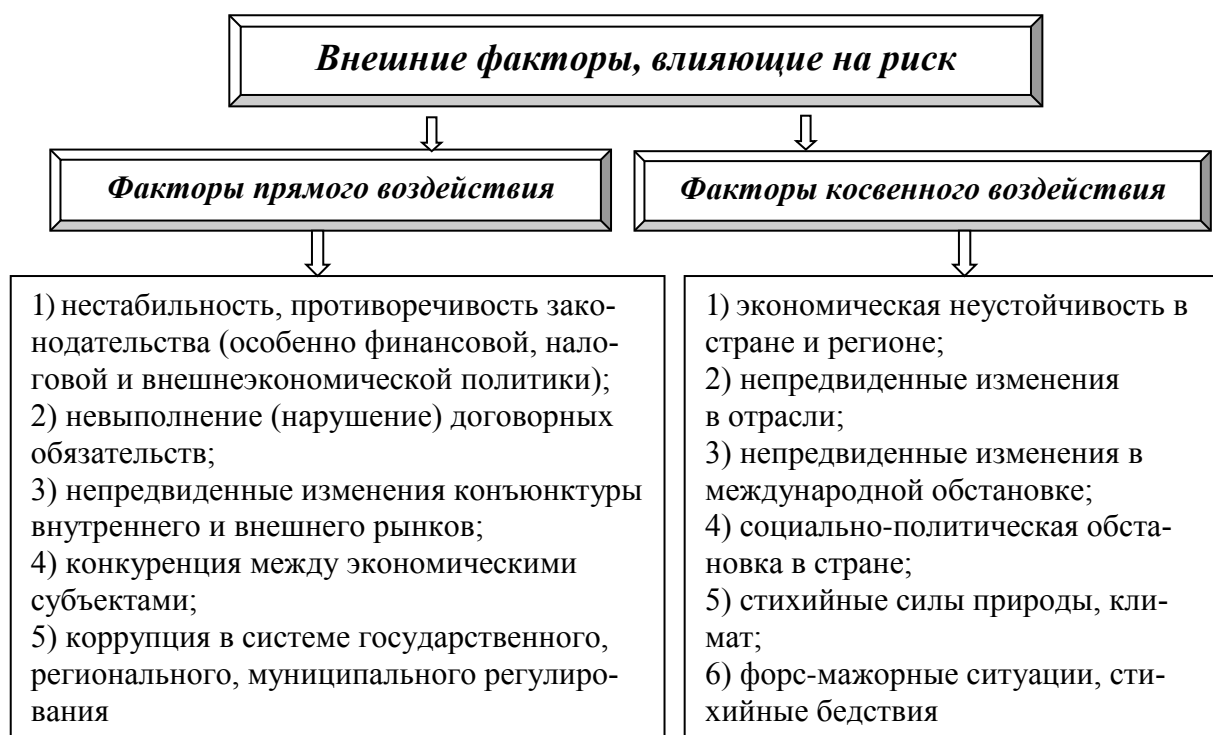 Внешние факторы, влияющие на риск
Факторы прямого воздействия
Факторы косвенного воздействия
1) нестабильность, противоречивость зако-
нодательства (особенно финансовой, нало-
говой и внешнеэкономической политики);
2) невыполнение (нарушение) договорных
обязательств;
3) непредвиденные изменения конъюнктуры
внутреннего и внешнего рынков;
4) конкуренция между экономическими
субъектами;
5) коррупция в системе государственного,
регионального, муниципального регулиро-
вания
1) экономическая неустойчивость в
стране и регионе;
2) непредвиденные изменения
в отрасли;
3) непредвиденные изменения в
международной обстановке;
4) социально-политическая обста-
новка в стране;
5) стихийные силы природы, кли-
мат;
6) форс-мажорные ситуации, сти-
хийные бедствия